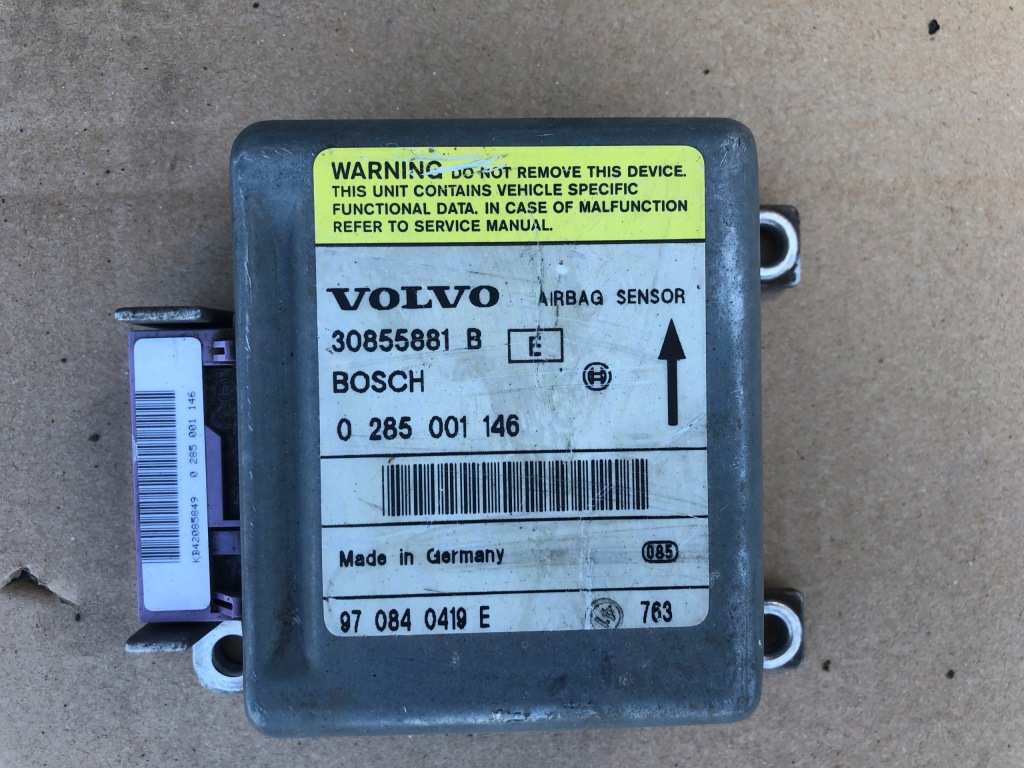 WARNING DO NOT REMOVE THIS DEVICE.
THIS UNIT CONTAINS VEHICLE SPECIFIC
FUNCTIONAL DATA. IN CASE OF MALFUNCTION
REFER TO SERVICE MANUAL.
VOLVO AIRBAG SENSOR
30855881 B E
BOSCH
0 285 001 146
Made in Germany 085
97 084 0419 E 41 763
KB42085849 0 285 001 146